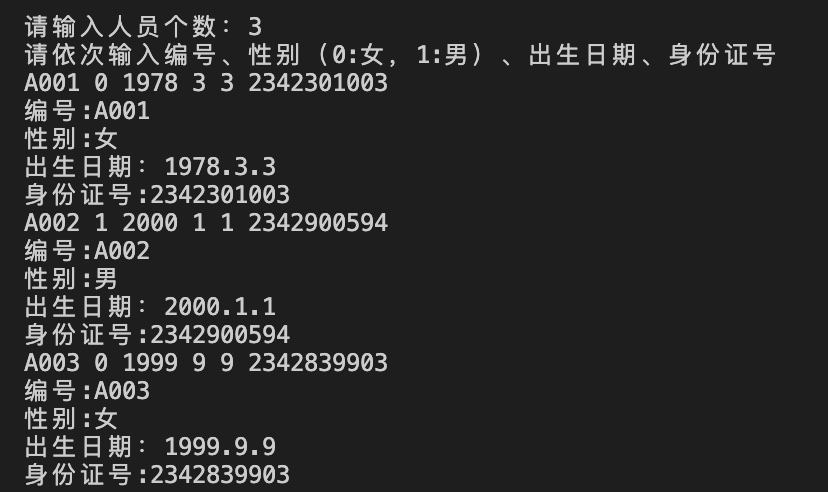 请输入人员个数：3
请依次输入编号、性别（0:女，1:男）、出生日期、身份证号
A001 0 1978 3 3 2342301003
编号:A001
性别:女
出生日期：1978.3.3
身份证号:2342301003
A002 1 2000 1 1 2342900594
编号:A002
性别:男
出生日期：2000.1.1
身份证号:2342900594
A003 0 1999 9 9 2342839903
编号:A003
性别:女
出生日期：1999.9.9
身份证号:2342839903